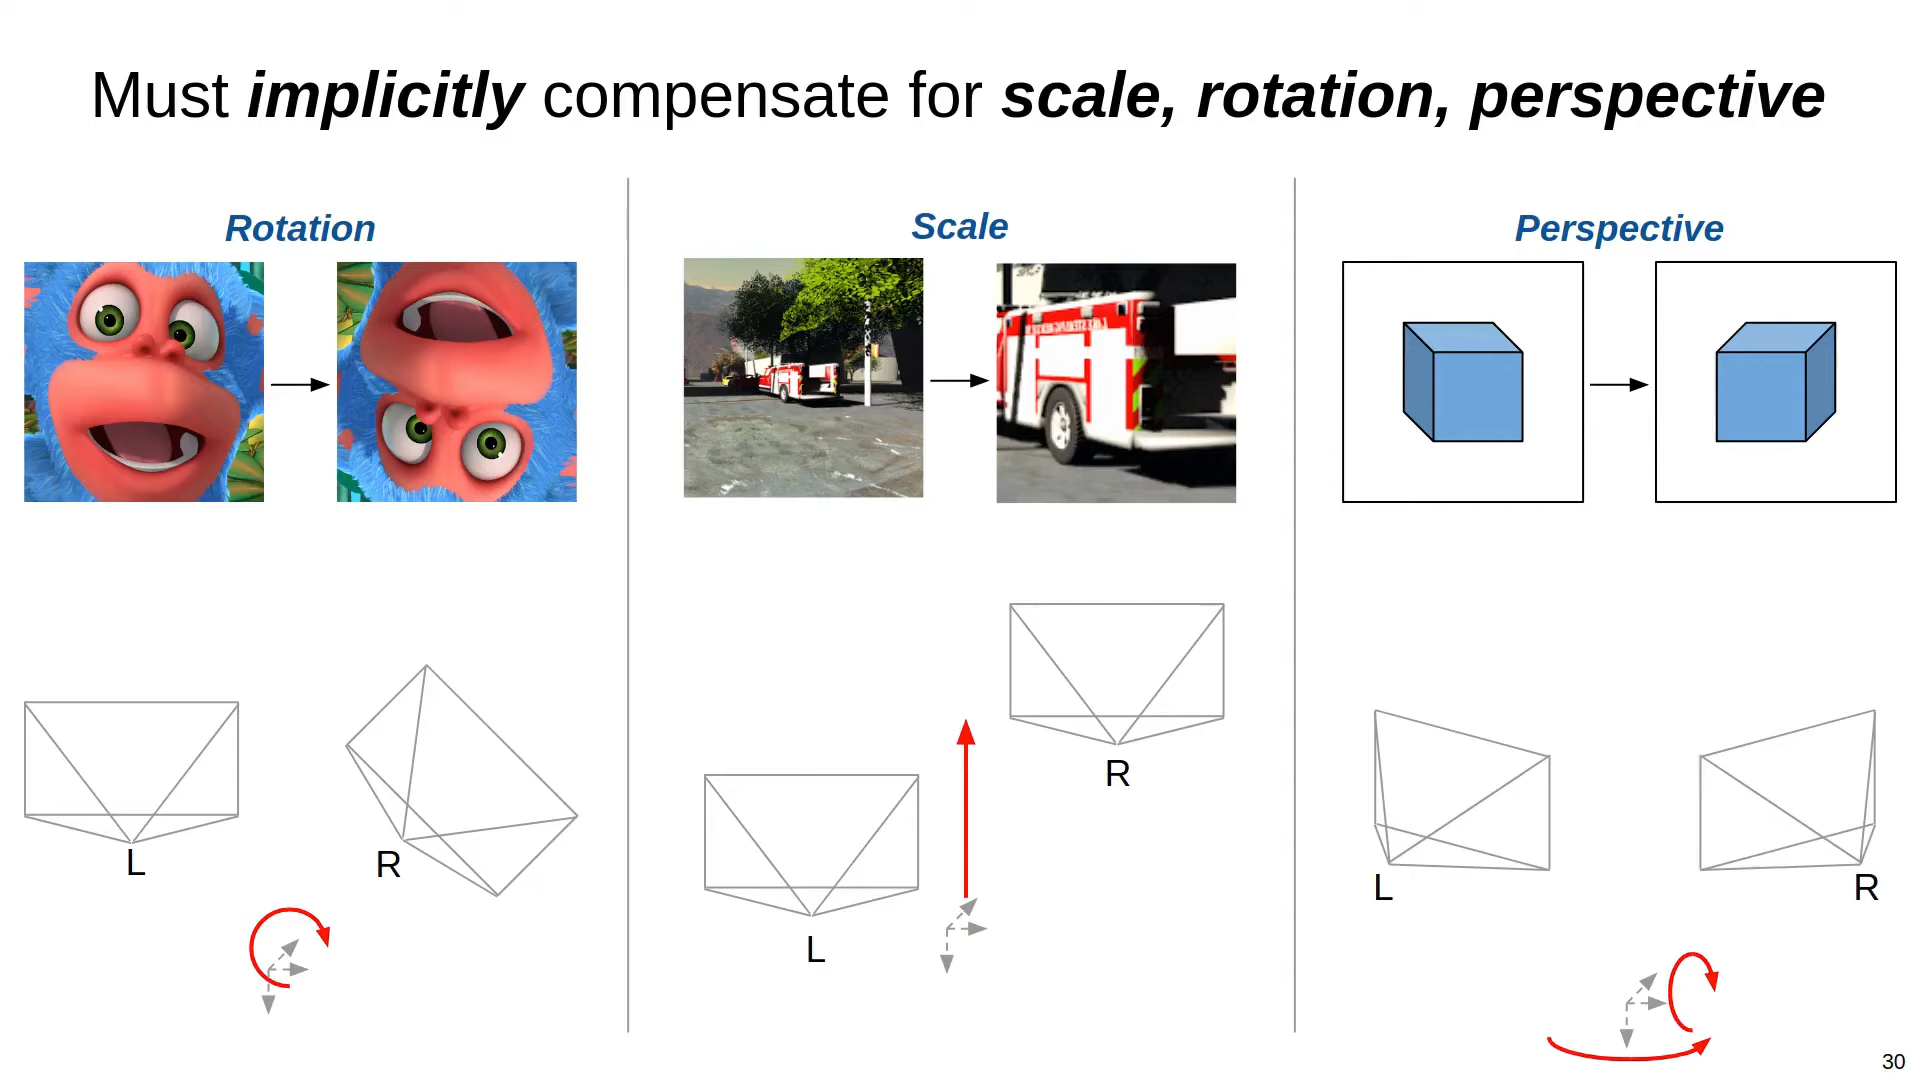 Must implicitly compensate for scale, rotation, perspective
Rotation
Scale
Perspective
L
R
L
R
L
R
30